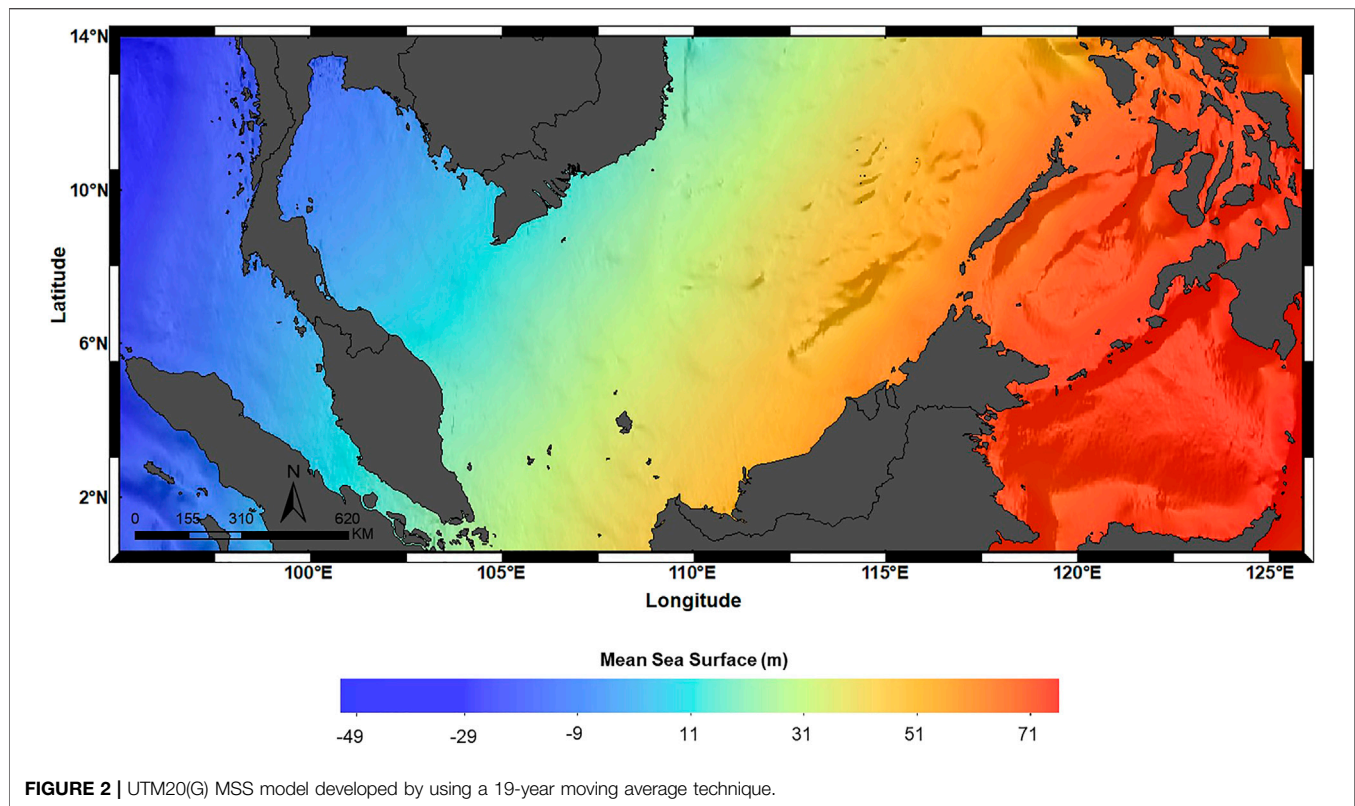 14°N
10°N
6°N
2°N
Latitude
N
0 155 310 620
KM
100°E 105°E 110°E 115°E 120°E 125°E
Longitude
Mean Sea Surface (m)
-49 -29 -9 11 31 51 71
FIGURE 2 | UTM20(G) MSS model developed by using a 19-year moving average technique.